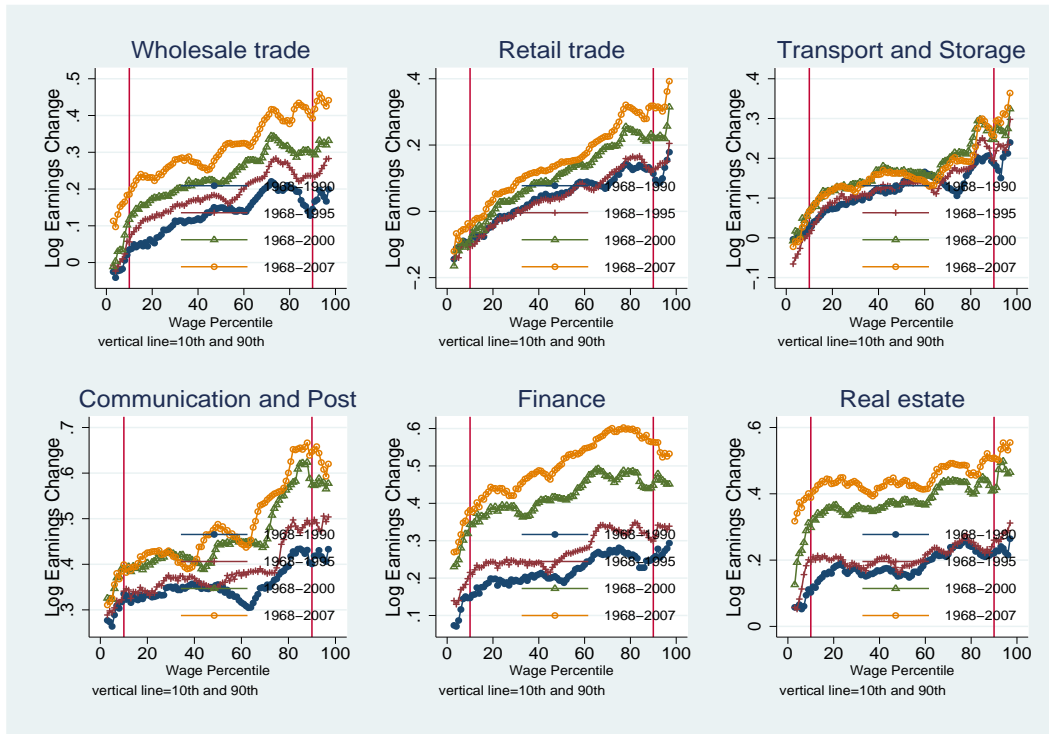 Wholesale trade
Log Earnings Change
0 .1 .2 .3 .4 .5
1968−1990
1968−1995
1968−2000
1968−2007
0 20 40 60 80 100
Wage Percentile
vertical line=10th and 90th
Retail trade
Log Earnings Change
−.2 0 .2 .4
1968−1990
1968−1995
1968−2000
1968−2007
0 20 40 60 80 100
Wage Percentile
vertical line=10th and 90th
Transport and Storage
Log Earnings Change
−.1 0 .1 .2 .3 .4
1968−1990
1968−1995
1968−2000
1968−2007
0 20 40 60 80 100
Wage Percentile
vertical line=10th and 90th
Communication and Post
Log Earnings Change
.3 .4 .5 .6 .7
1968−1990
1968−1995
1968−2000
1968−2007
0 20 40 60 80 100
Wage Percentile
vertical line=10th and 90th
Finance
Log Earnings Change
.1 .2 .3 .4 .5 .6
1968−1990
1968−1995
1968−2000
1968−2007
0 20 40 60 80 100
Wage Percentile
vertical line=10th and 90th
Real estate
Log Earnings Change
0 .2 .4 .6
1968−1990
1968−1995
1968−2000
1968−2007
0 20 40 60 80 100
Wage Percentile
vertical line=10th and 90th